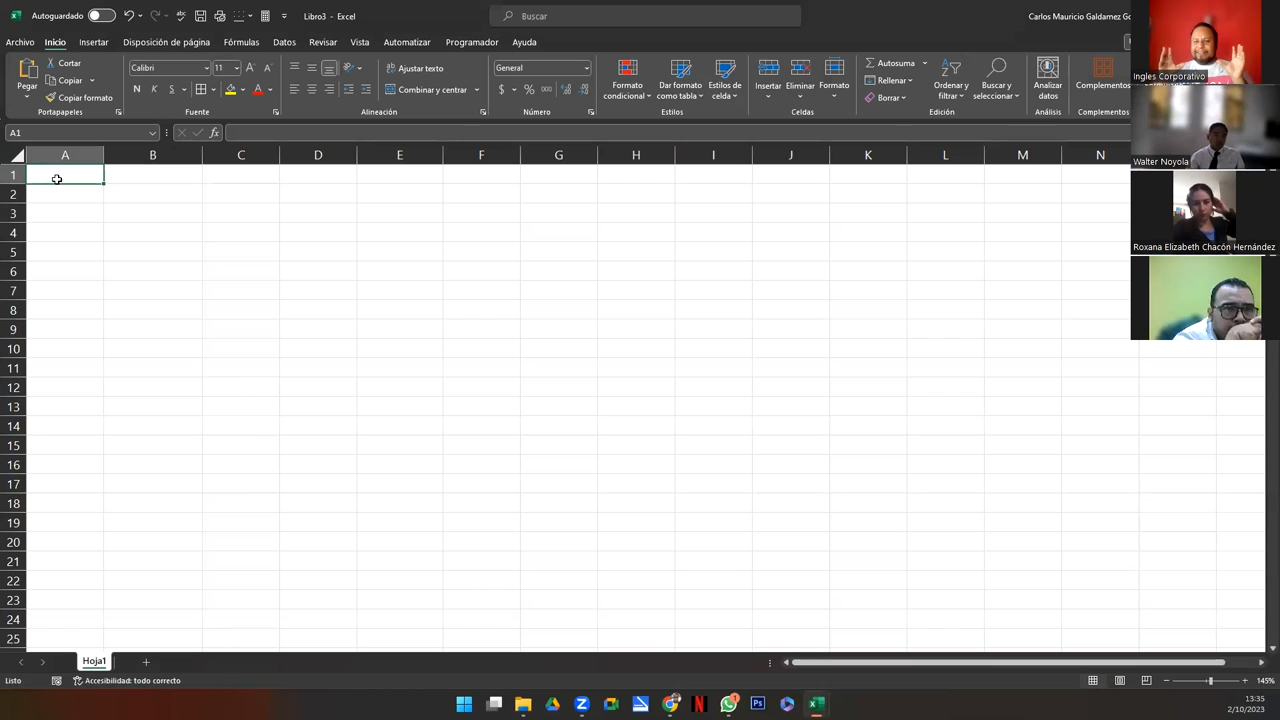 Autoguardado
Libro3 - Excel
Buscar
Carlos Mauricio Galdamez Go
Archivo Inicio Insertar Disposición de página Fórmulas Datos Revisar Vista Automatizar Programador Ayuda
Pegar
Cortar
Copiar
Copiar formato
Portapapeles
Calibri 11
N K S
Fuente
Ajustar texto
Combinar y centrar
Alineación
General
$ % 000
Número
Formato condicional
Dar formato como tabla
Estilos de celda
Estilos
Insertar Eliminar Formato
Celdas
Autosuma
Rellenar
Borrar
Ordenar y filtrar
Buscar y seleccionar
Edición
Analizar datos
Análisis
Complementos
Complementos
Ingles Corporativo
Walter Noyola
Roxana Elizabeth Chacón Hernández
A1
fx
A B C D E F G H I J K L M N
1
2
3
4
5
6
7
8
9
10
11
12
13
14
15
16
17
18
19
20
21
22
23
24
25
Hoja1
Listo
Accesibilidad: todo correcto
145%
13:35
2/10/2023